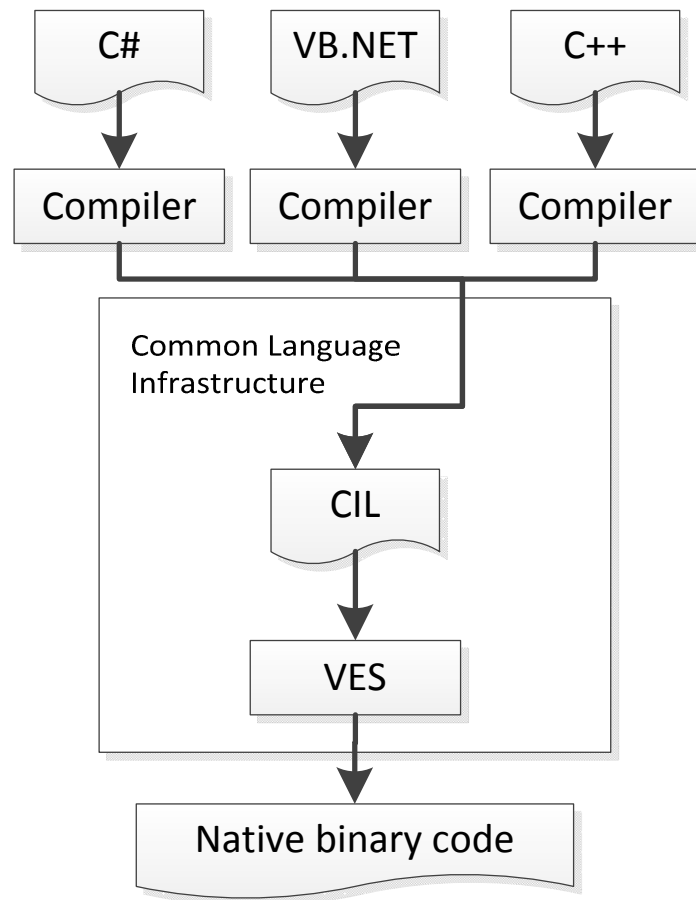 C#
VB.NET
C++
Compiler
Compiler
Compiler
Common Language
Infrastructure
CIL
VES
Native binary code